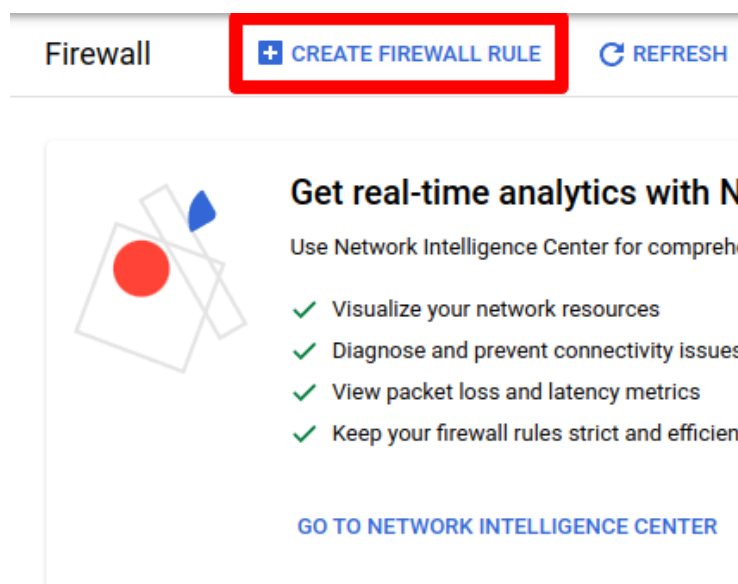 Firewall CREATE FIREWALL RULE REFRESH
Get real-time analytics with
Use Network Intelligence Center for
Visualize your network resources
Diagnose and prevent connectivity issues
View packet loss and latency metrics
Keep your firewall rules strict and
GO TO NETWORK INTELLIGENCE CENTER